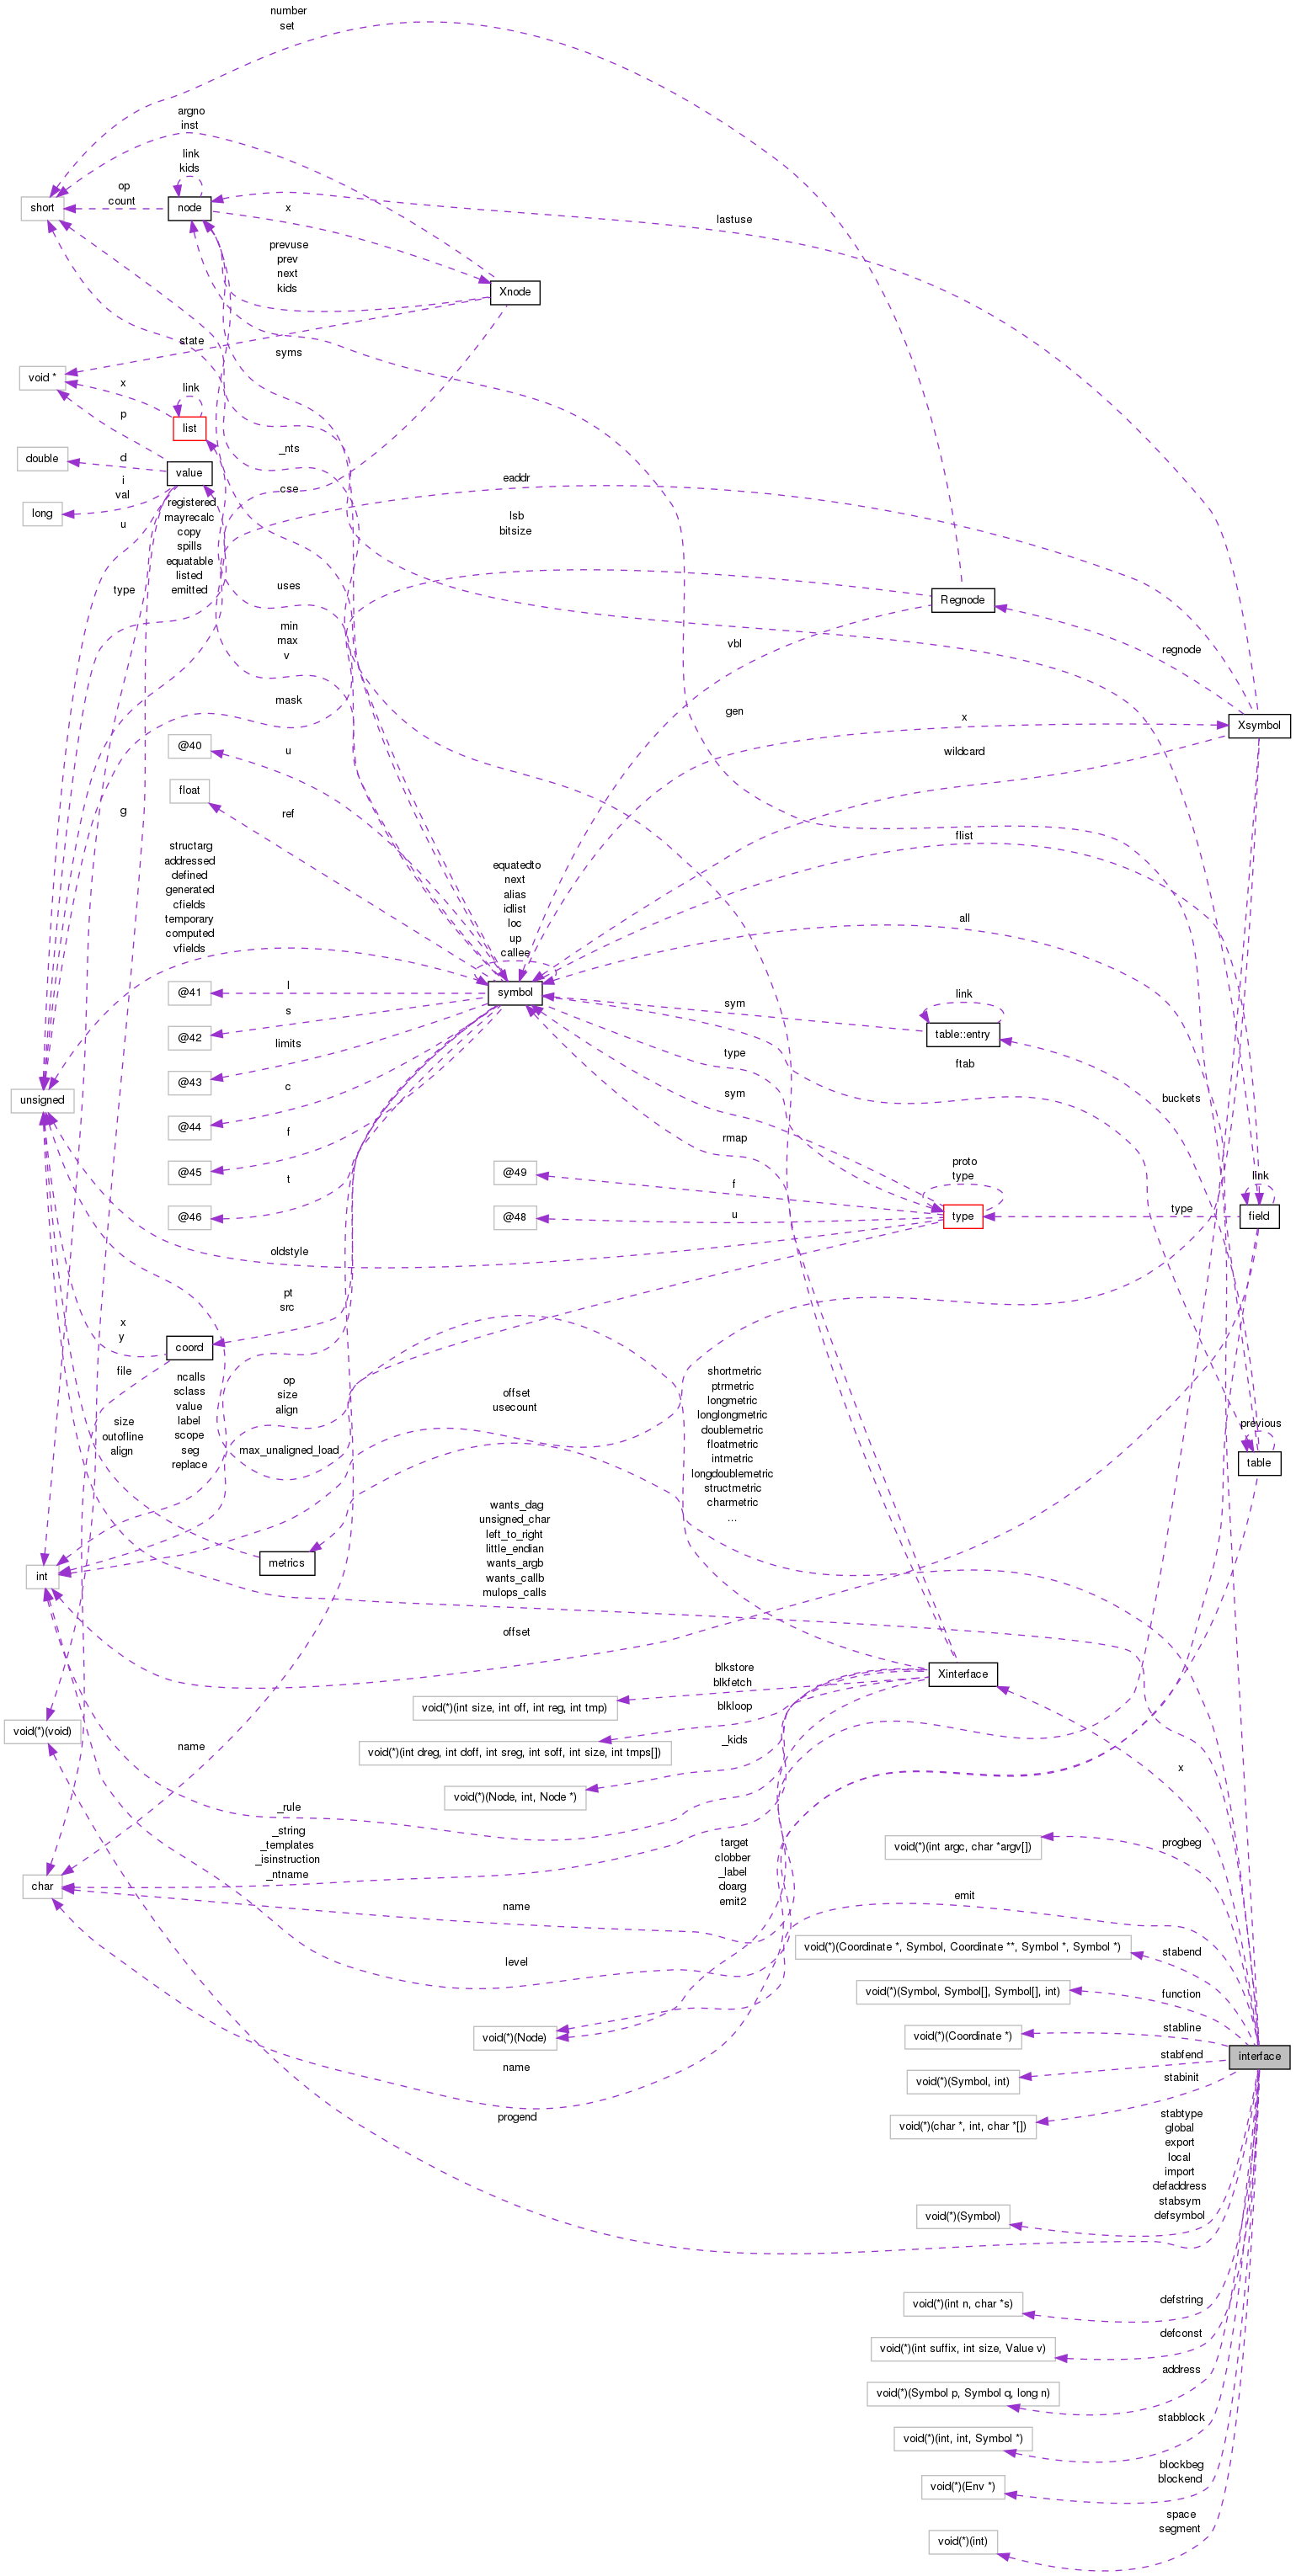 number
set
argno
inst
link
kids
op
count
short
node
x
lastuse
prevuse
prev
next
kids
Xnode
state
syms
void *
x
link
p
list
_nts
double
d
value
eaddr
i
val
cse
long
u
registered
mayrecalc
copy
spills
equatable
listed
emitted
lsb
bitsize
type
uses
Regnode
min
max
v
vbl
regnode
mask
gen
x
Xsymbol
@40
u
wildcard
float
ref
g
flist
structarg
addressed
defined
generated
cfields
temporary
computed
vfields
equatedto
next
alias
idlist
loc
up
callee
all
@41
l
symbol
link
@42
s
sym
table::entry
@43
limits
type
ftab
unsigned
c
sym
buckets
@44
f
rmap
@45
@49
proto
type
link
t
f
@46
@48
u
type
type
field
oldstyle
pt
src
x
y
coord
file
ncalls
sclass
value
label
scope
seg
replace
op
size
align
offset
usecount
shortmetric
ptrmetric
longmetric
longlongmetric
doublemetric
floatmetric
intmetric
longdoublemetric
structmetric
charmetric
...
size
outofline
align
max_unaligned_load
previous
table
wants_dag
unsigned_char
left_to_right
little_endian
wants_argb
wants_callb
mulops_calls
int
metrics
offset
Xinterface
blkstore
blkfetch
void(*)(int size, int off, int reg, int tmp)
void(*)(void)
name
blkloop
void(*)(int dreg, int doff, int sreg, int soff, int size, int tmps[])
_kids
x
void(*)(Node, int, Node *)
_rule
_string
_templates
_isinstruction
_ntname
target
clobber
_label
doarg
emit2
void(*)(int argc, char *argv[])
progbeg
char
name
emit
void(*)(Coordinate *, Symbol, Coordinate **, Symbol *, Symbol *)
stabend
level
void(*)(Symbol, Symbol[], Symbol[], int)
function
void(*)(Node)
void(*)(Coordinate *)
stabline
interface
name
void(*)(Symbol, int)
stabfend
stabinit
progend
void(*)(char *, int, char *[])
stabtype
global
export
local
import
defaddress
stabsym
defsymbol
void(*)(Symbol)
void(*)(int n, char *s)
defstring
void(*)(int suffix, int size, Value v)
defconst
void(*)(Symbol p, Symbol q, long n)
address
void(*)(int, int, Symbol *)
stabblock
void(*)(Env *)
blockbeg
blockend
void(*)(int)
space
segment